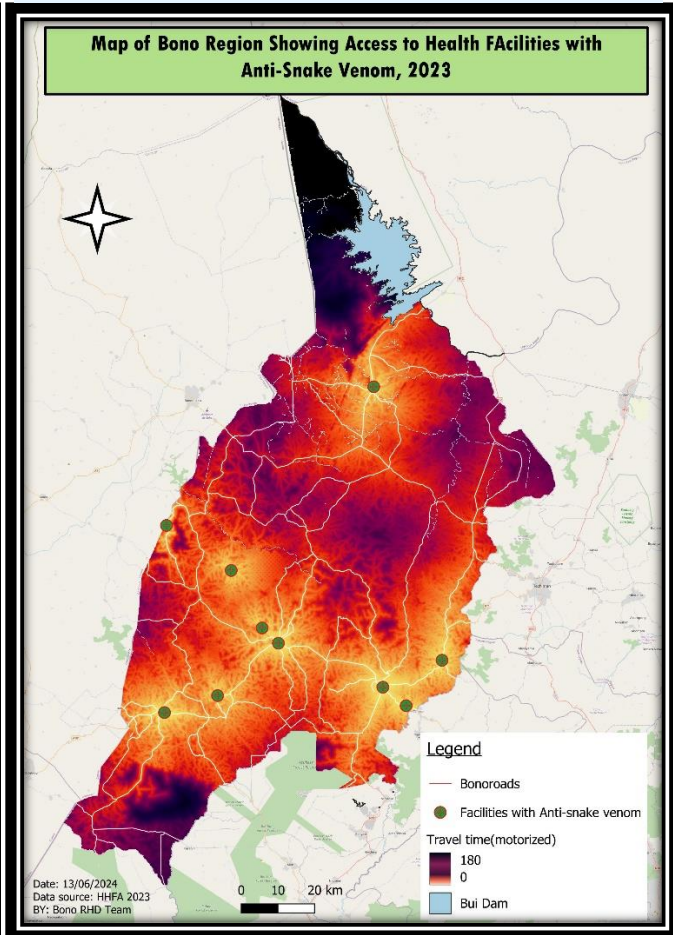 Map of Bono Region Showing Access to Health FAcilities with
Anti-Snake Venom, 2023
Legend
Bonoroads
Facilities with Anti-snake venom
Travel time(motorized)
180
0
Bui Dam
Date: 13/06/2024
Data source: HHFA 2023
BY: Bono RHD Team
0 10 20 km